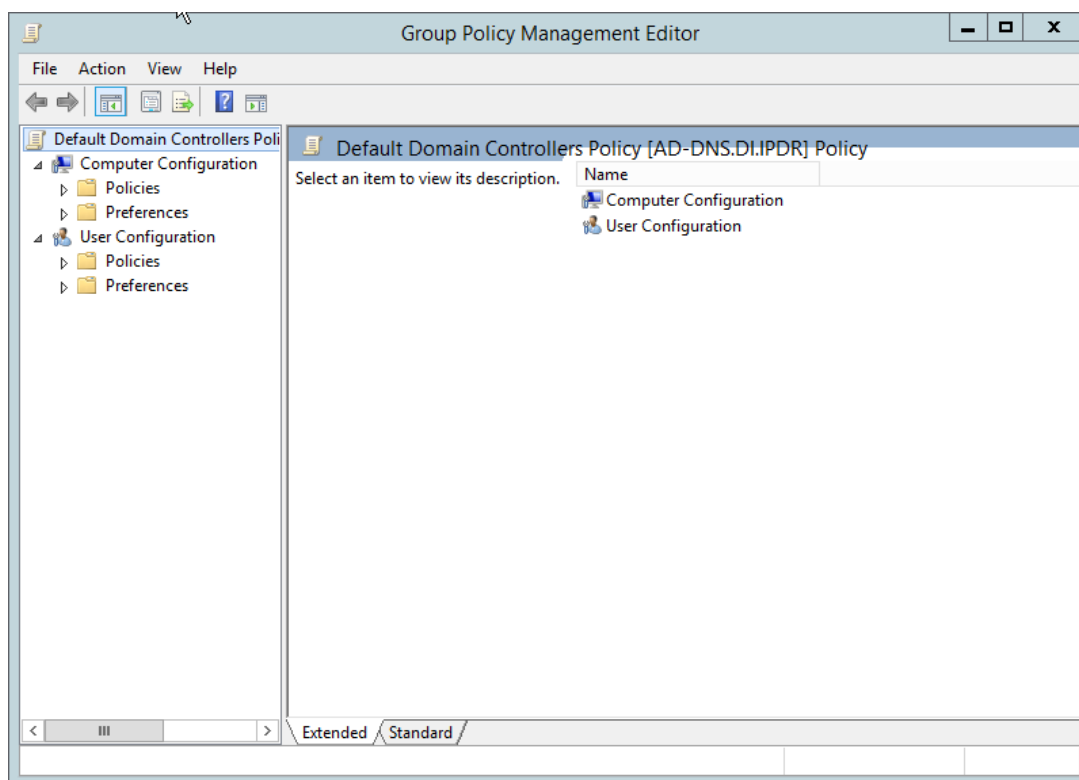 Group Policy Management Editor
File Action View Help
Default Domain Controllers Poli
Computer Configuration
Policies
Preferences
User Configuration
Policies
Preferences
Default Domain Controllers Policy [AD-DNS.DI.IPDR] Policy
Select an item to view its description.
Name
Computer Configuration
User Configuration
Extended Standard